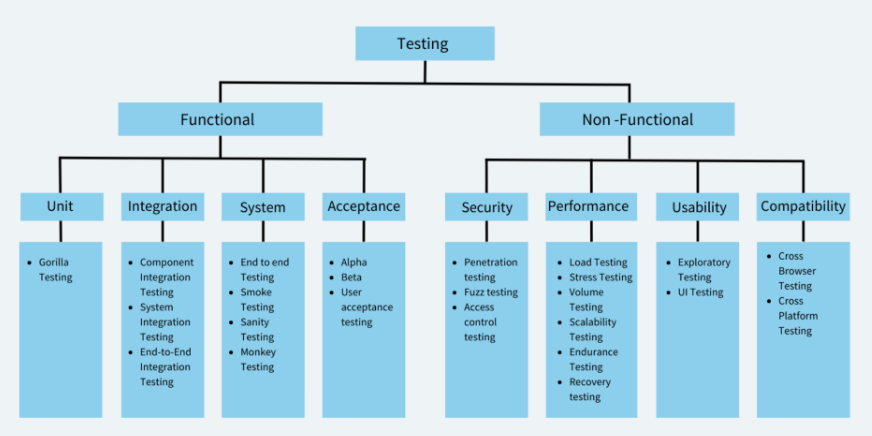 Testing
Functional
Non -Functional
Unit
Integration
System
Acceptance
Security
Performance
Usability
Compatibility
• Gorilla
Testing
• Component
Integration
Testing
• System
Integration
Testing
• End-to-End
Integration
Testing
• End to end
Testing
• Smoke
Testing
• Sanity
Testing
• Monkey
Testing
• Alpha
• Beta
• User
acceptance
testing
• Penetration
testing
• Fuzz testing
• Access
control
testing
• Load Testing
• Stress Testing
• Volume
Testing
• Scalability
Testing
• Endurance
Testing
• Recovery
testing
• Exploratory
Testing
• UI Testing
• Cross
Browser
Testing
• Cross
Platform
Testing